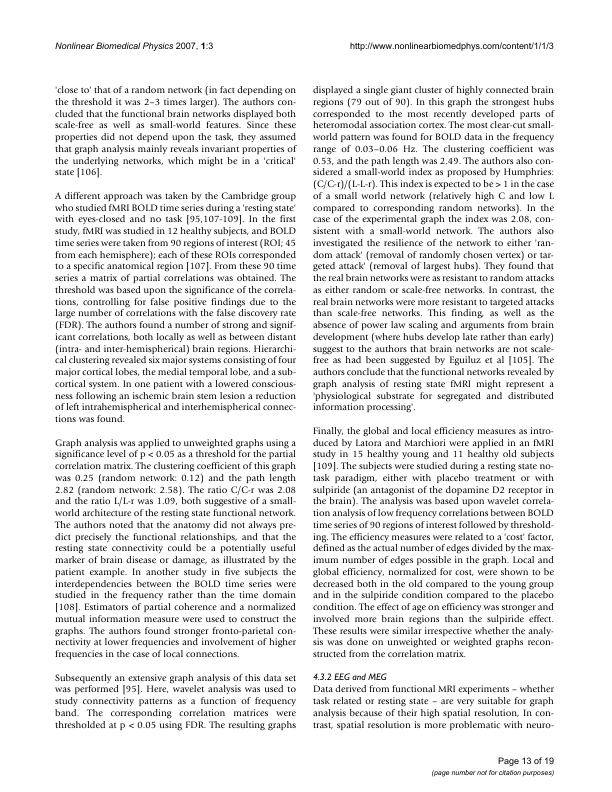 Nonlinear Biomedical Physics 2007, 1:3
http://www.nonlinearbiomedphys.com/content/1/1/3
'close to' that of a random network (in fact depending on
the threshold it was 2–3 times larger). The authors con-
cluded that the functional brain networks displayed both
scale-free as well as small-world features. Since these
properties did not depend upon the task, they assumed
that graph analysis mainly reveals invariant properties of
the underlying networks, which might be in a 'critical'
state [106].
A different approach was taken by the Cambridge group
who studied fMRI BOLD time series during a 'resting state'
with eyes-closed and no task [95,107-109]. In the first
study, fMRI was studied in 12 healthy subjects, and BOLD
time series were taken from 90 regions of interest (ROI; 45
from each hemisphere); each of these ROIs corresponded
to a specific anatomical region [107]. From these 90 time
series a matrix of partial correlations was obtained. The
threshold was based upon the significance of the correla-
tions, controlling for false positive findings due to the
large number of correlations with the false discovery rate
(FDR). The authors found a number of strong and signif-
icant correlations, both locally as well as between distant
(intra- and inter-hemispherical) brain regions. Hierarchi-
cal clustering revealed six major systems consisting of four
major cortical lobes, the medial temporal lobe, and a sub-
cortical system. In one patient with a lowered conscious-
ness following an ischemic brain stem lesion a reduction
of left intrahemispherical and interhemispherical connec-
tions was found.
Graph analysis was applied to unweighted graphs using a
significance level of p < 0.05 as a threshold for the partial
correlation matrix. The clustering coefficient of this graph
was 0.25 (random network: 0.12) and the path length
2.82 (random network: 2.58). The ratio C/C-r was 2.08
and the ratio L/L-r was 1.09, both suggestive of a small-
world architecture of the resting state functional network.
The authors noted that the anatomy did not always pre-
dict precisely the functional relationships, and that the
resting state connectivity could be a potentially useful
marker of brain disease or damage, as illustrated by the
patient example. In another study in five subjects the
interdependencies between the BOLD time series were
studied in the frequency rather than the time domain
[108]. Estimators of partial coherence and a normalized
mutual information measure were used to construct the
graphs. The authors found stronger fronto-parietal con-
nectivity at lower frequencies and involvement of higher
frequencies in the case of local connections.
Subsequently an extensive graph analysis of this data set
was performed [95]. Here, wavelet analysis was used to
study connectivity patterns as a function of frequency
band. The corresponding correlation matrices were
thresholded at p < 0.05 using FDR. The resulting graphs
displayed a single giant cluster of highly connected brain
regions (79 out of 90). In this graph the strongest hubs
corresponded to the most recently developed parts of
heteromodal association cortex. The most clear-cut small-
world pattern was found for BOLD data in the frequency
range of 0.03–0.06 Hz. The clustering coefficient was
0.53, and the path length was 2.49. The authors also con-
sidered a small-world index as proposed by Humphries:
(C/C-r)/(L-L-r). This index is expected to be > 1 in the case
of a small world network (relatively high C and low L
compared to corresponding random networks). In the
case of the experimental graph the index was 2.08, con-
sistent with a small-world network. The authors also
investigated the resilience of the network to either 'ran-
dom attack' (removal of randomly chosen vertex) or tar-
geted attack' (removal of largest hubs). They found that
the real brain networks were as resistant to random attacks
as either random or scale-free networks. In contrast, the
real brain networks were more resistant to targeted attacks
than scale-free networks. This finding, as well as the
absence of power law scaling and arguments from brain
development (where hubs develop late rather than early)
suggest to the authors that brain networks are not scale-
free as had been suggested by Eguiluz et al [105]. The
authors conclude that the functional networks revealed by
graph analysis of resting state fMRI might represent a
'physiological substrate for segregated and distributed
information processing'.
Finally, the global and local efficiency measures as intro-
duced by Latora and Marchiori were applied in an fMRI
study in 15 healthy young and 11 healthy old subjects
[109]. The subjects were studied during a resting state no-
task paradigm, either with placebo treatment or with
sulpiride (an antagonist of the dopamine D2 receptor in
the brain). The analysis was based upon wavelet correla-
tion analysis of low frequency correlations between BOLD
time series of 90 regions of interest followed by threshold-
ing. The efficiency measures were related to a 'cost' factor,
defined as the actual number of edges divided by the max-
imum number of edges possible in the graph. Local and
global efficiency, normalized for cost, were shown to be
decreased both in the old compared to the young group
and in the sulpiride condition compared to the placebo
condition. The effect of age on efficiency was stronger and
involved more brain regions than the sulpiride effect.
These results were similar irrespective whether the analy-
sis was done on unweighted or weighted graphs recon-
structed from the correlation matrix.
4.3.2 EEG and MEG
Data derived from functional MRI experiments – whether
task related or resting state – are very suitable for graph
analysis because of their high spatial resolution, In con-
trast, spatial resolution is more problematic with neuro-
Page 13 of 19
(page number not for citation purposes)